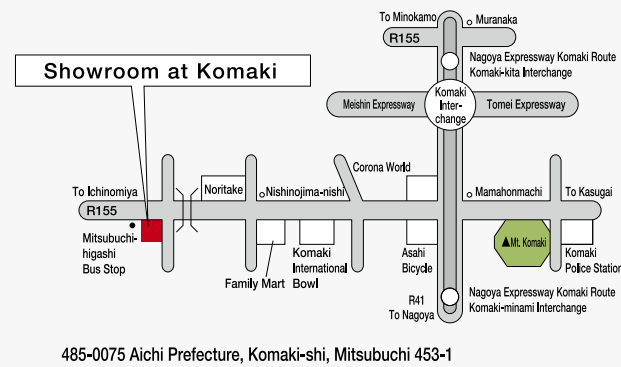 To Minokamo
Muranaka
R155
Nagoya Expressway Komaki Route
Komaki-kita Interchange
Showroom at Komaki
Meishin Expressway
Komaki
Inter-
change
Tomei Expressway
Corona World
To Ichinomiya
Noritake
Nishinojima-nishi
Mamahonmachi
To Kasugai
R155
Mitsubuchi-
higashi
Bus Stop
Family Mart
Komaki
International
Bowl
Asahi
Bicycle
Mt. Komaki
Komaki
Police Station
R41
To Nagoya
Nagoya Expressway Komaki Route
Komaki-minami Interchange
485-0075 Aichi Prefecture, Komaki-shi, Mitsubuchi 453-1